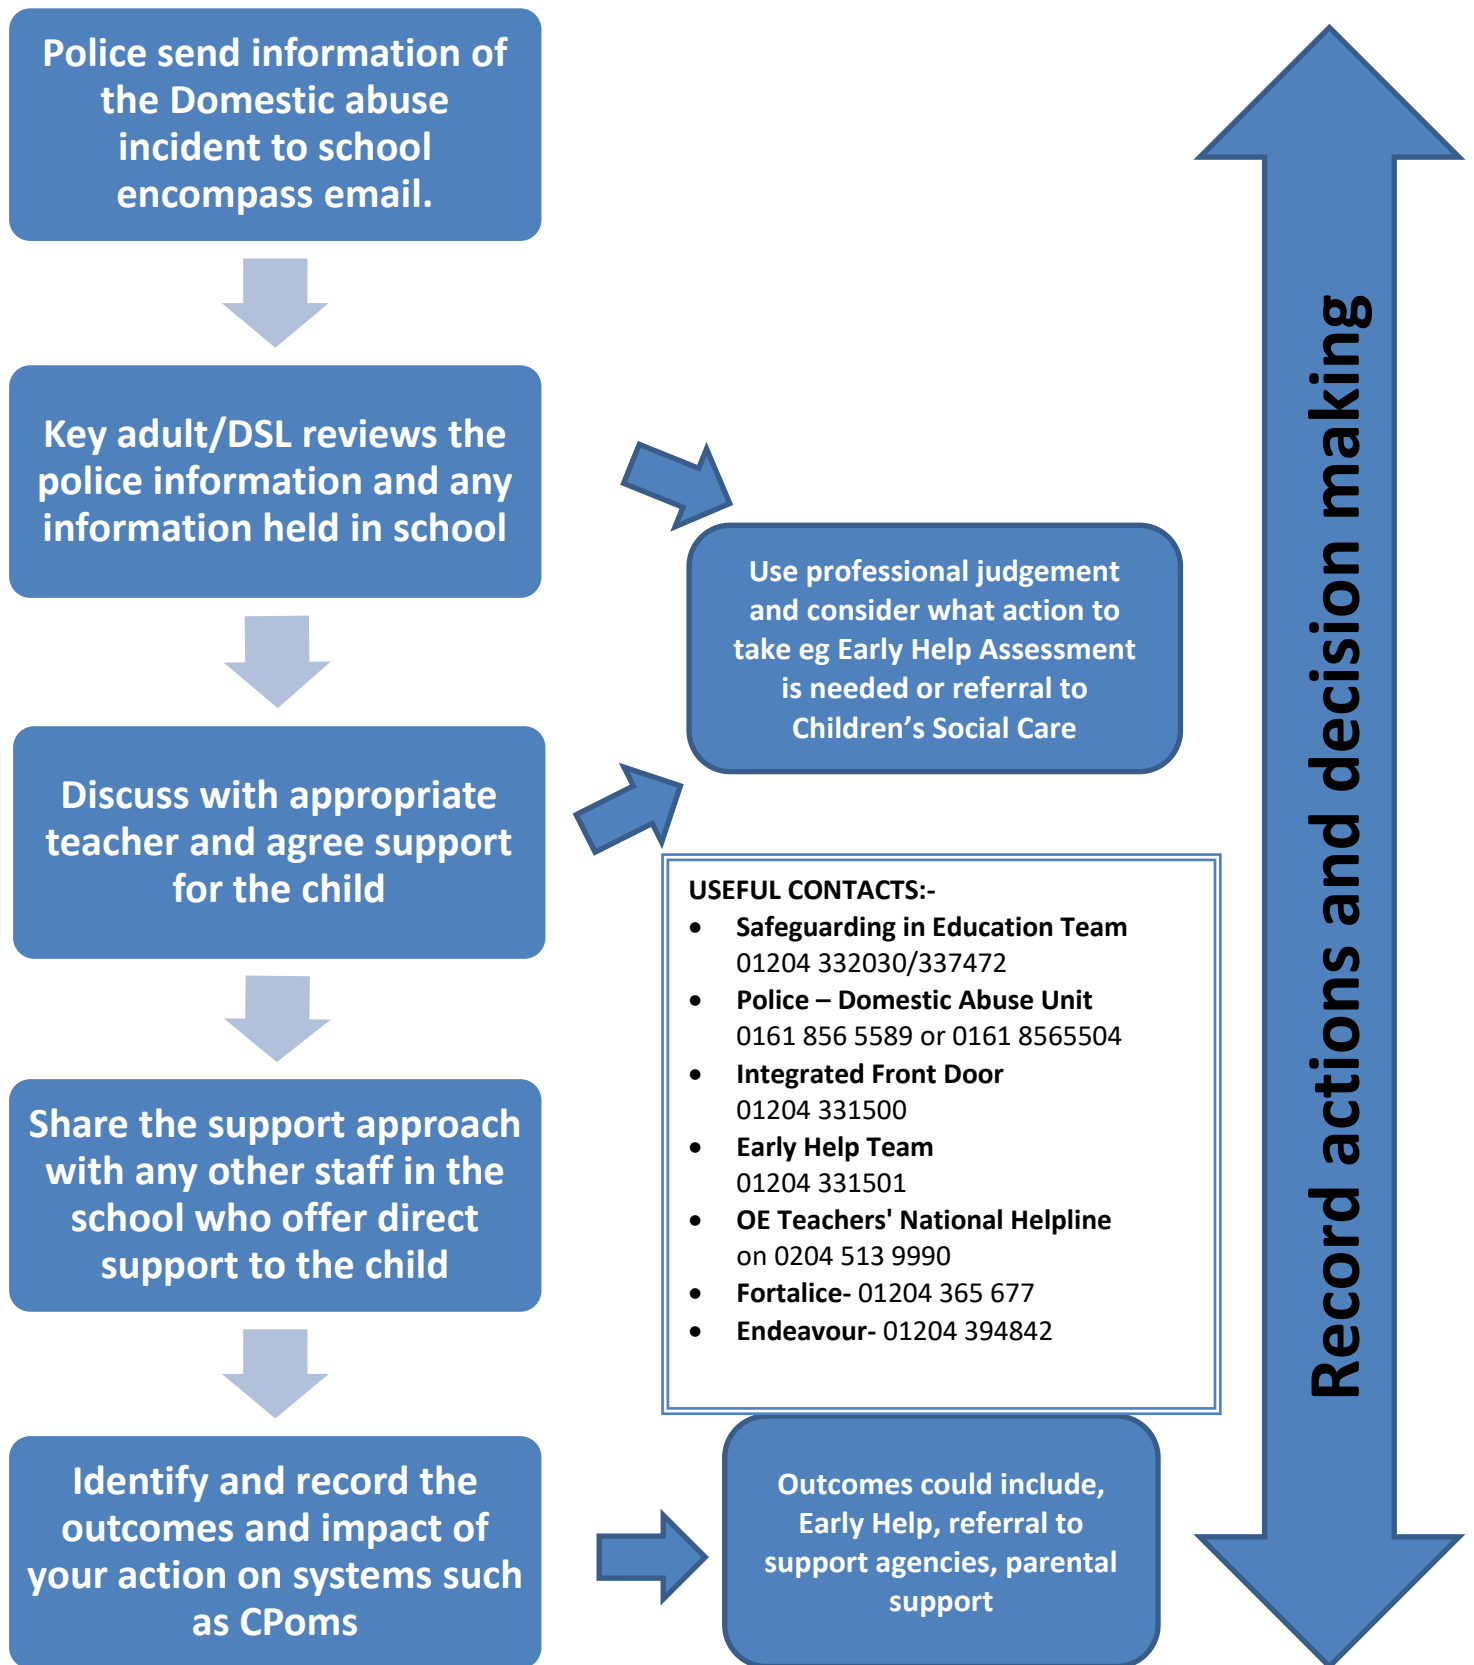 Police send information of
the Domestic abuse
incident to school
encompass email.
Key adult/DSL reviews the
police information and any
information held in school
Use professional judgement
and consider what action to
take eg Early Help Assessment
is needed or referral to
Children's Social Care
Discuss with appropriate
teacher and agree support
for the child
USEFUL CONTACTS:-
• Safeguarding in Education Team
01204 332030/337472
• Police – Domestic Abuse Unit
0161 856 5589 or 0161 8565504
• Integrated Front Door
01204 331500
• Early Help Team
01204 331501
• OE Teachers' National Helpline
on 0204 513 9990
• Fortalice- 01204 365 677
• Endeavour- 01204 394842
Share the support approach
with any other staff in the
school who offer direct
support to the child
Identify and record the
outcomes and impact of
your action on systems such
as CPoms
Outcomes could include,
Early Help, referral to
support agencies, parental
support
Record actions and decision making